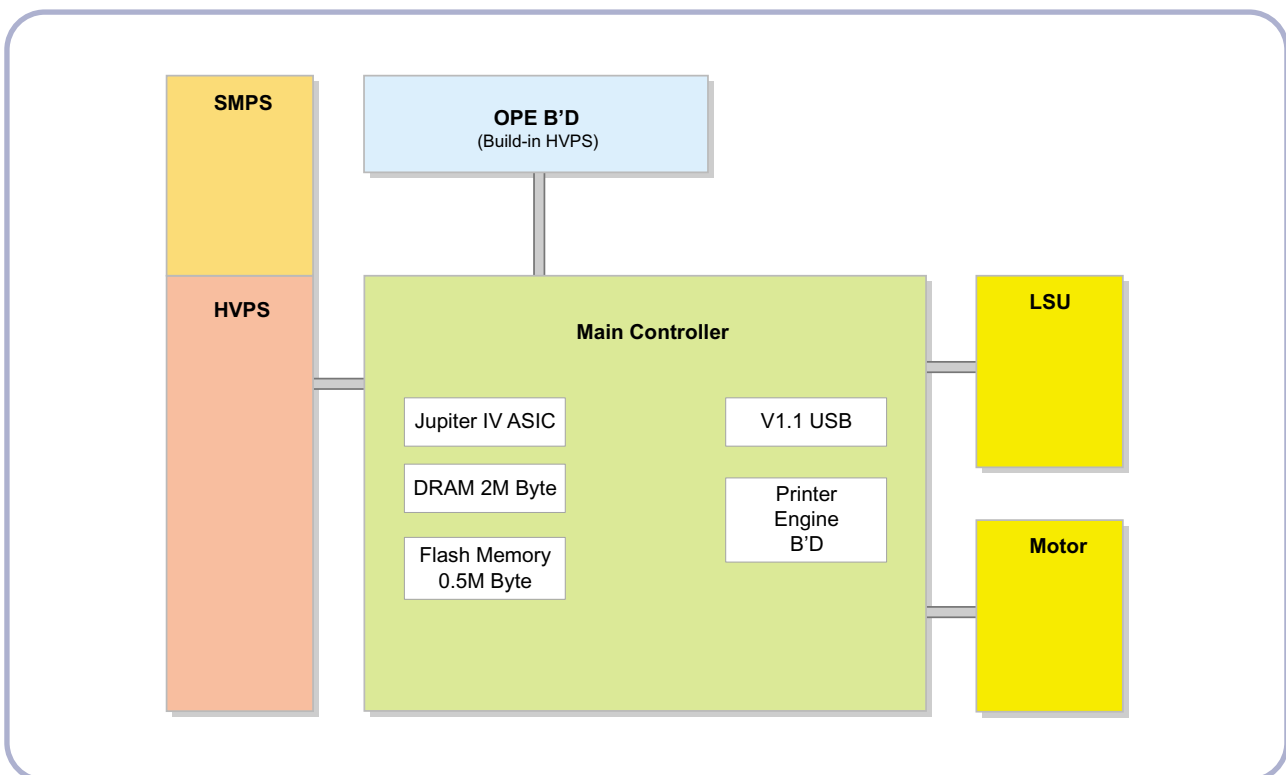 SMPS
OPE B’D
(Build-in HVPS)
HVPS
Main Controller
Jupiter IV ASIC
DRAM 2M Byte
Flash Memory
0.5M Byte
V1.1 USB
Printer
Engine
B’D
LSU
Motor